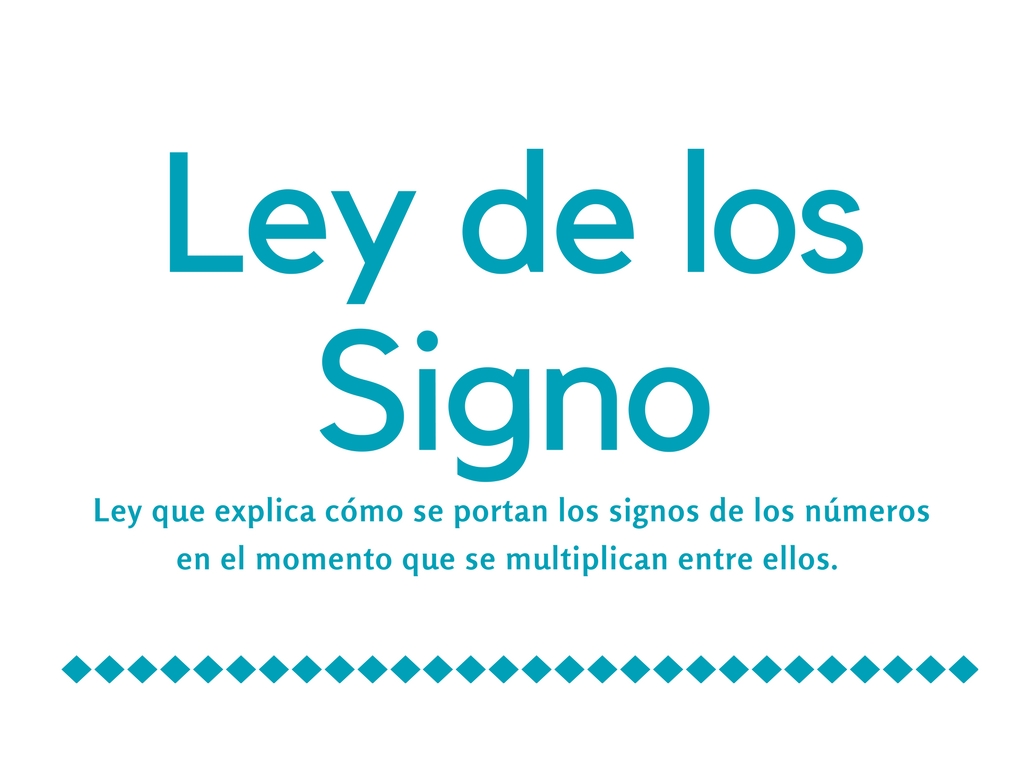 Ley de los
Signo
Ley que explica cómo se portan los signos de los números
en el momento que se multiplican entre ellos.